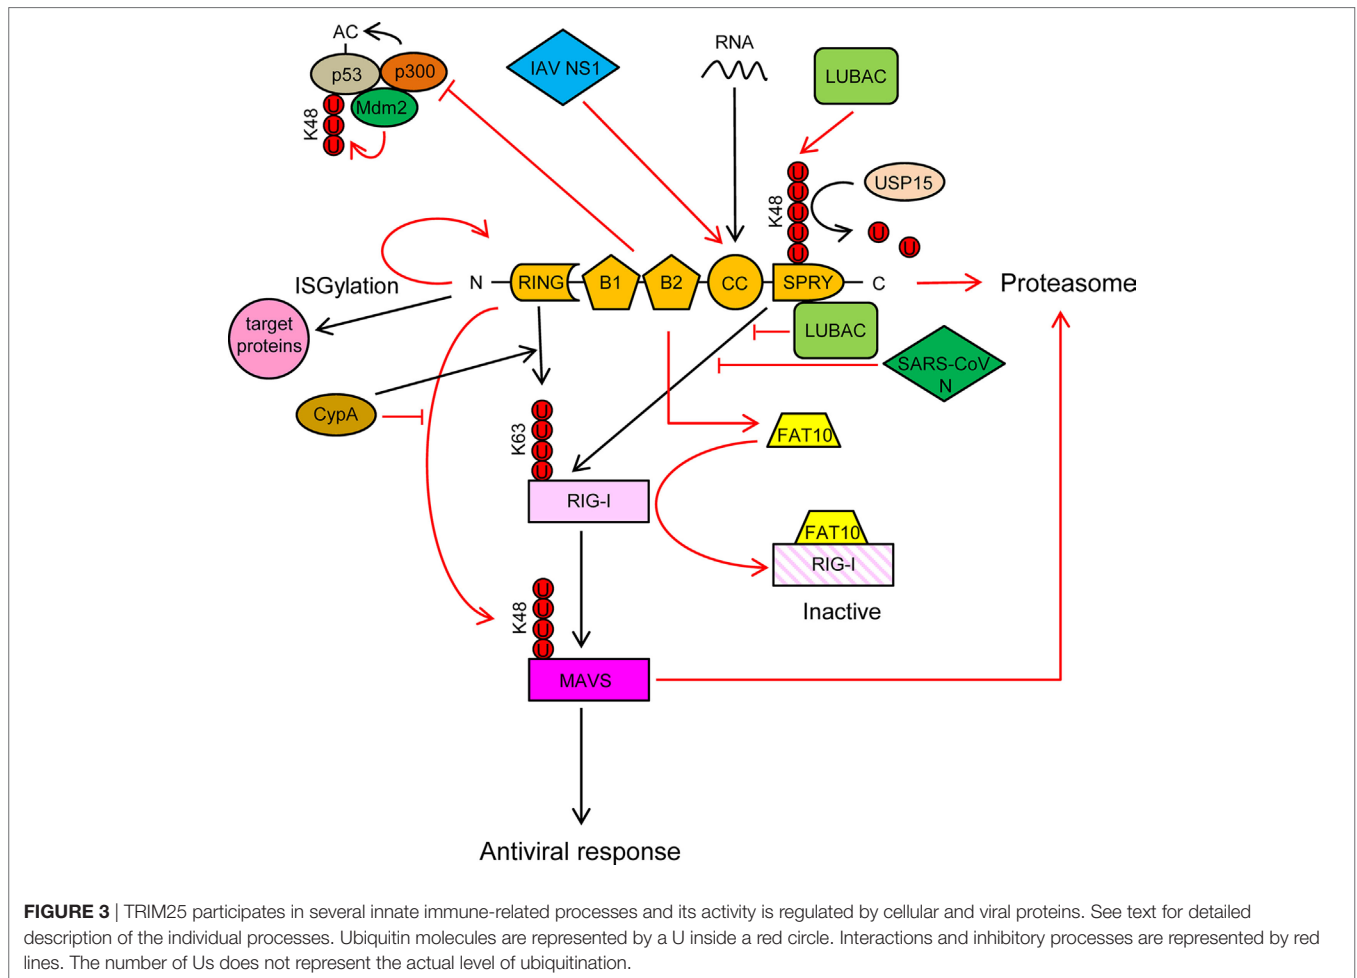 AC
p53
p300
Mdm2
K48
U
U
U
IAV NS1
RNA
LUBAC
K48
U
U
U
U
U
USP15
U
U
ISGylation
N
RING
B1
B2
CC
SPRY
C
Proteasome
target
proteins
LUBAC
SARS-CoV
N
CypA
K63
U
U
U
U
FAT10
RIG-I
FAT10
RIG-I
Inactive
K48
U
U
U
U
MAVS
Antiviral response
FIGURE 3 | TRIM25 participates in several innate immune-related processes and its activity is regulated by cellular and viral proteins. See text for detailed
description of the individual processes. Ubiquitin molecules are represented by a U inside a red circle. Interactions and inhibitory processes are represented by red
lines. The number of Us does not represent the actual level of ubiquitination.